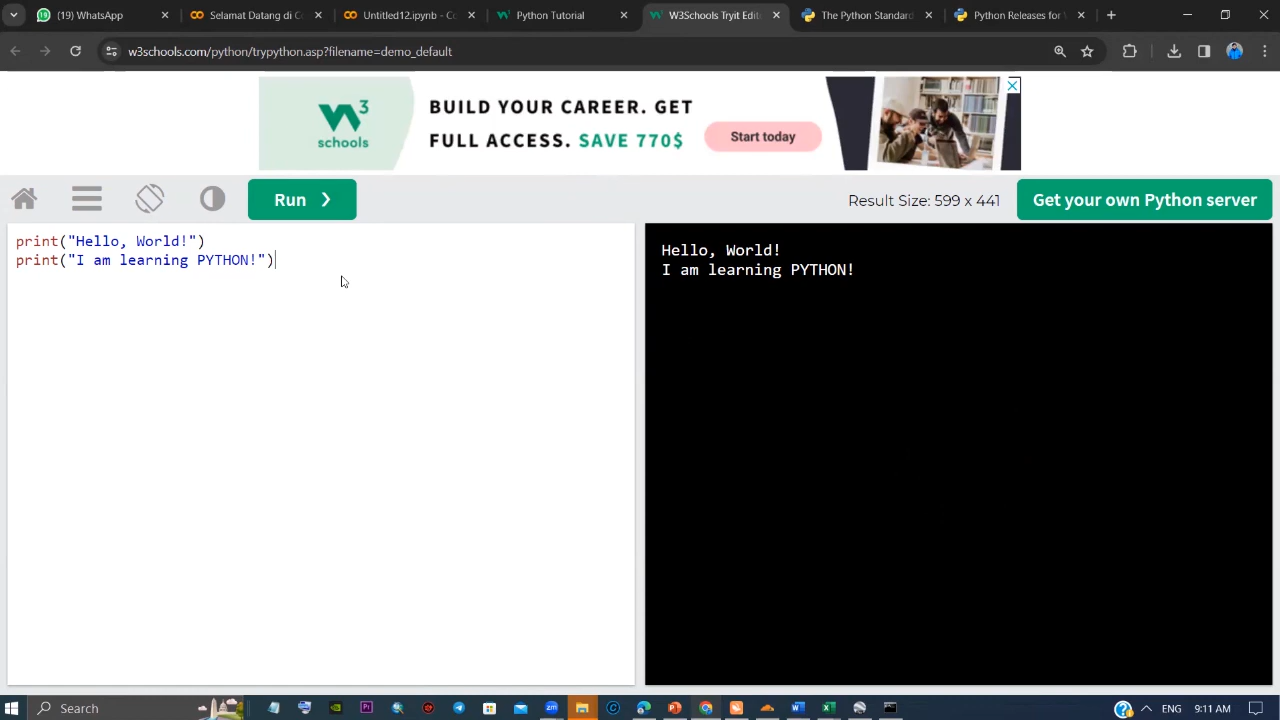 (19) WhatsApp
Selamat Datang di C
Untitled12.ipynb - Co
Python Tutorial
W3Schools Tryit Edit
The Python Standard
Python Releases for W
w3schools.com/python/trypython.asp?filename=demo_default
3
schools
BUILD YOUR CAREER. GET
FULL ACCESS. SAVE 770$
Start today
Run
Result Size: 599 x 441
Get your own Python server
print("Hello, World!")
print("I am learning PYTHON!")
Hello, World!
I am learning PYTHON!
Search
ENG
9:11 AM